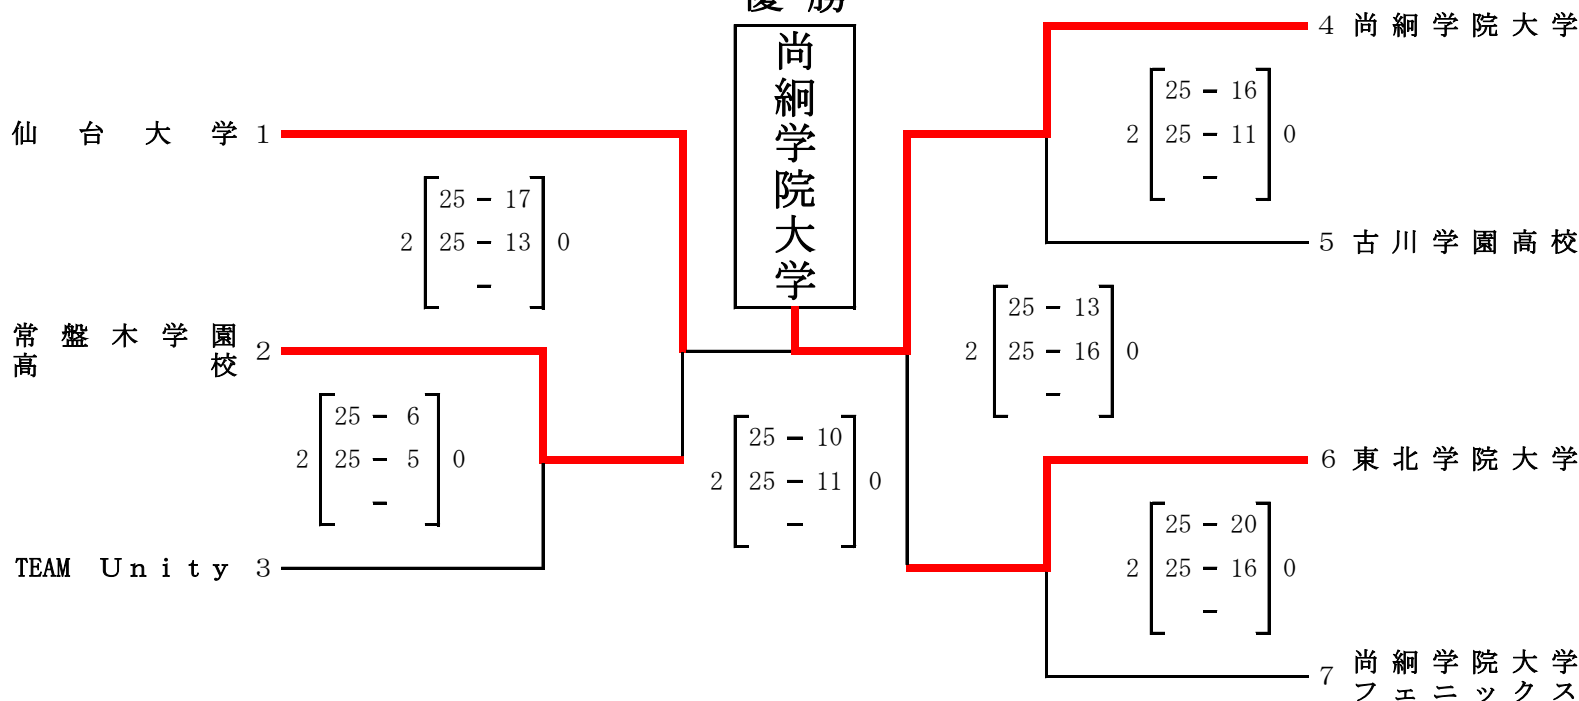 優勝
尚絅学院大学
仙台大学 1
25 - 17
2 25 - 13 0
-
常盤木学園
高校 2
25 - 6
2 25 - 5 0
-
TEAM Unity 3
25 - 10
2 25 - 11 0
-
4 尚絅学院大学
25 - 16
2 25 - 11 0
-
5 古川学園高校
25 - 13
2 25 - 16 0
-
6 東北学院大学
25 - 20
2 25 - 16 0
-
7 尚絅学院大学
フェニックス